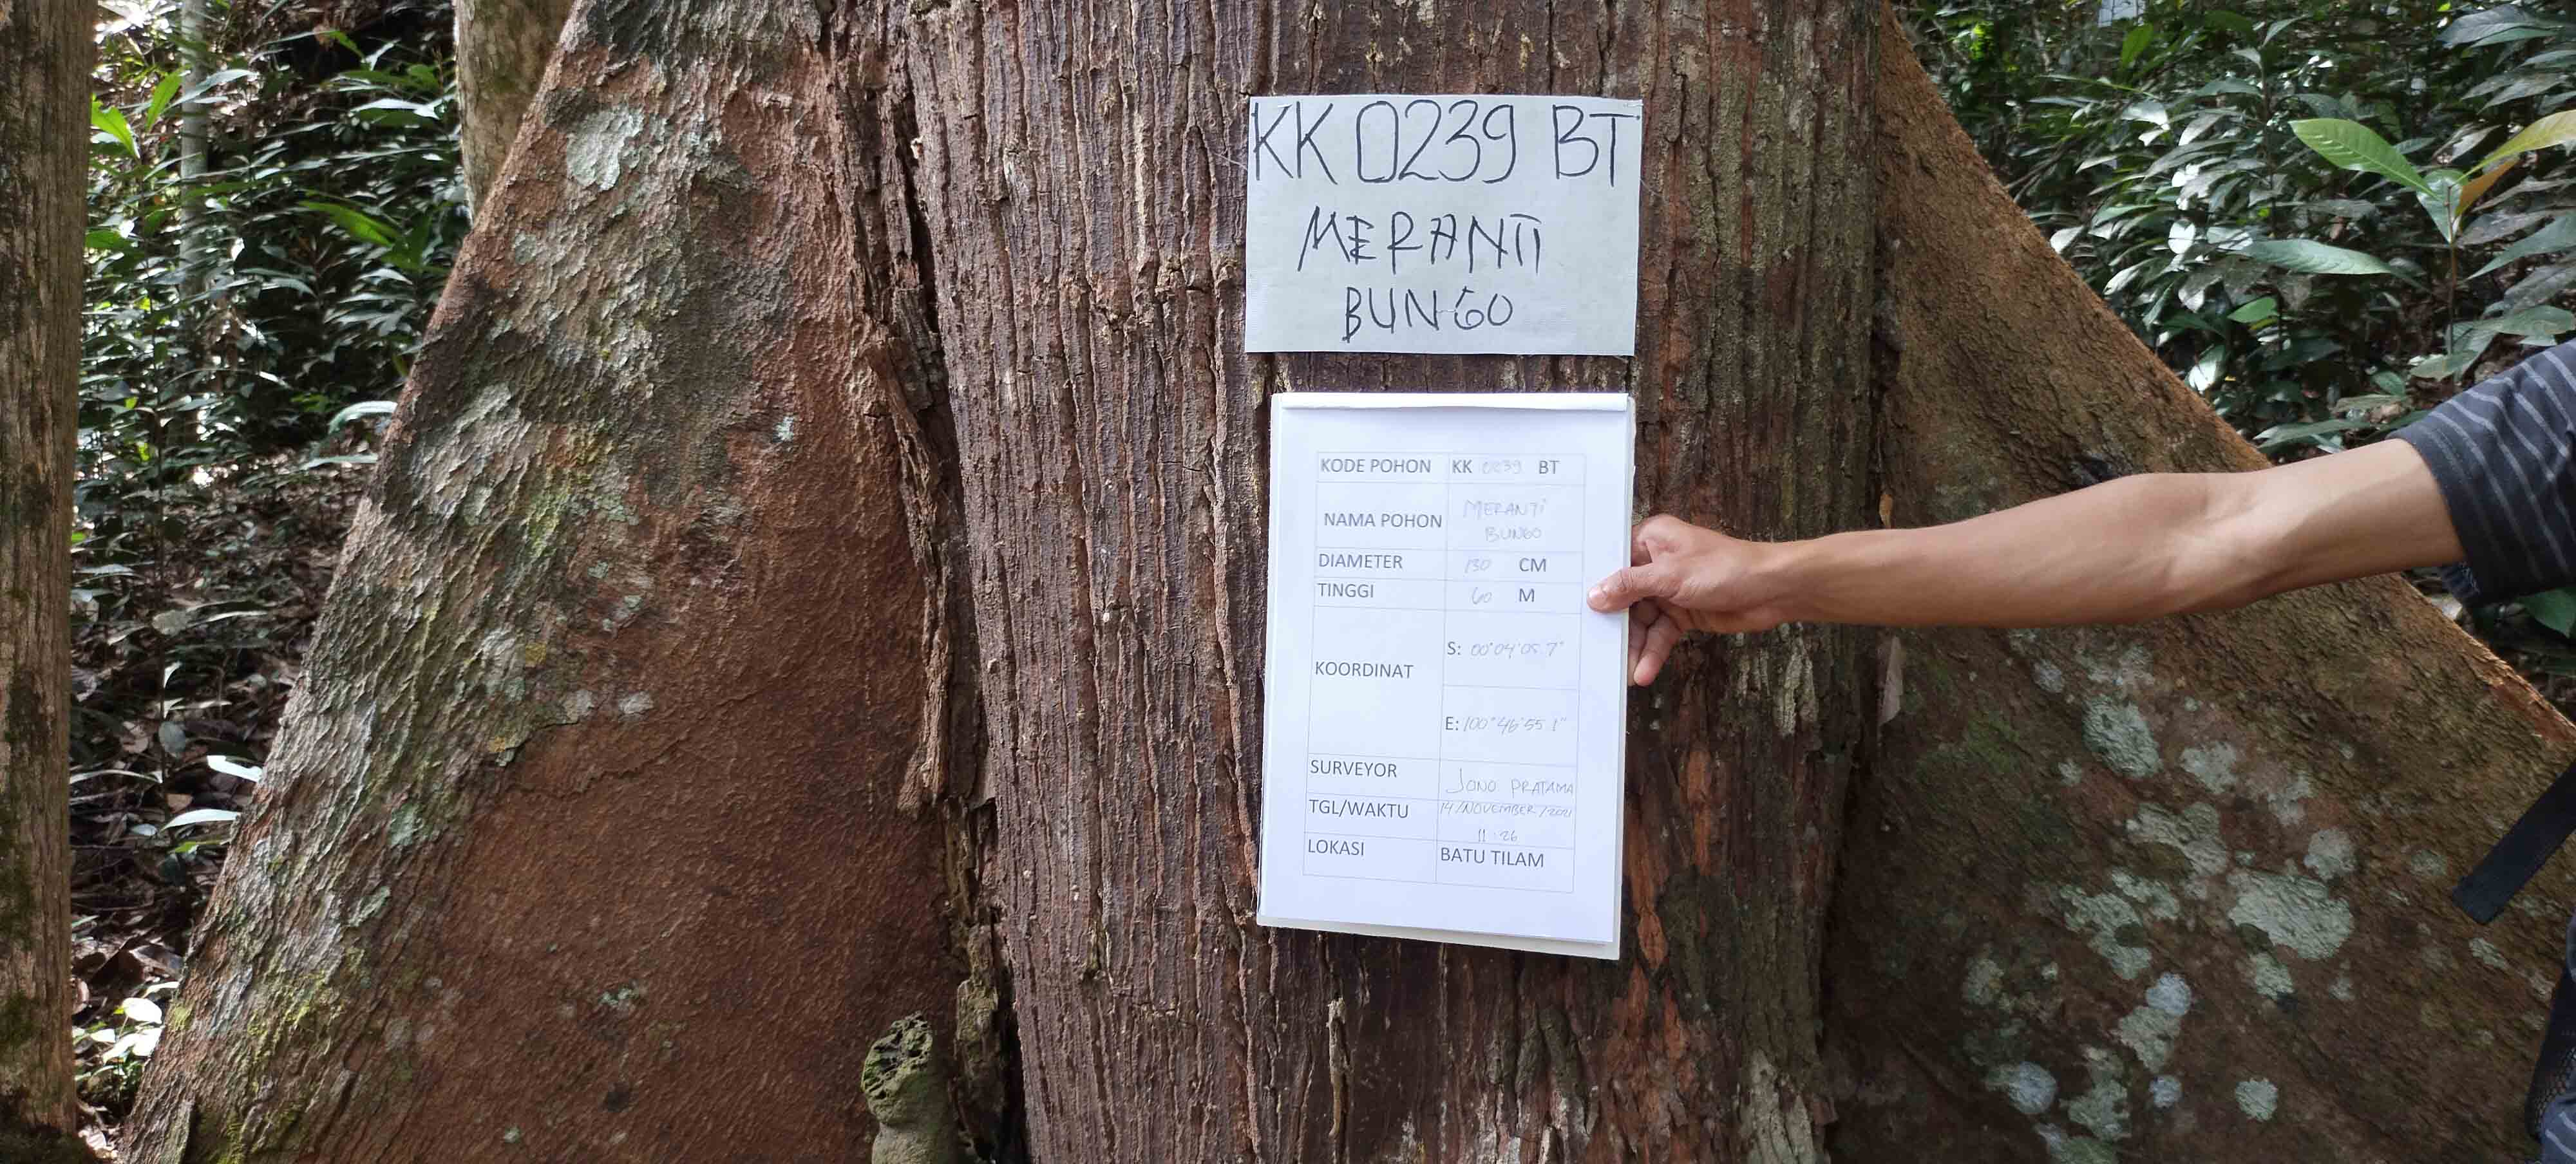 KK 0239 BT
MERANTI
BUNGO
KODE POHON KK 0239 BT
NAMA POHON MERANTI
BUNGO
DIAMETER 130 CM
TINGGI 60 M
KOORDINAT
S: 00°04'05.7"
E: 100°46'55.1"
SURVEYOR JONO PRATAMA
TGL/WAKTU 14/NOVEMBER/2021
11:26
LOKASI BATU TILAM